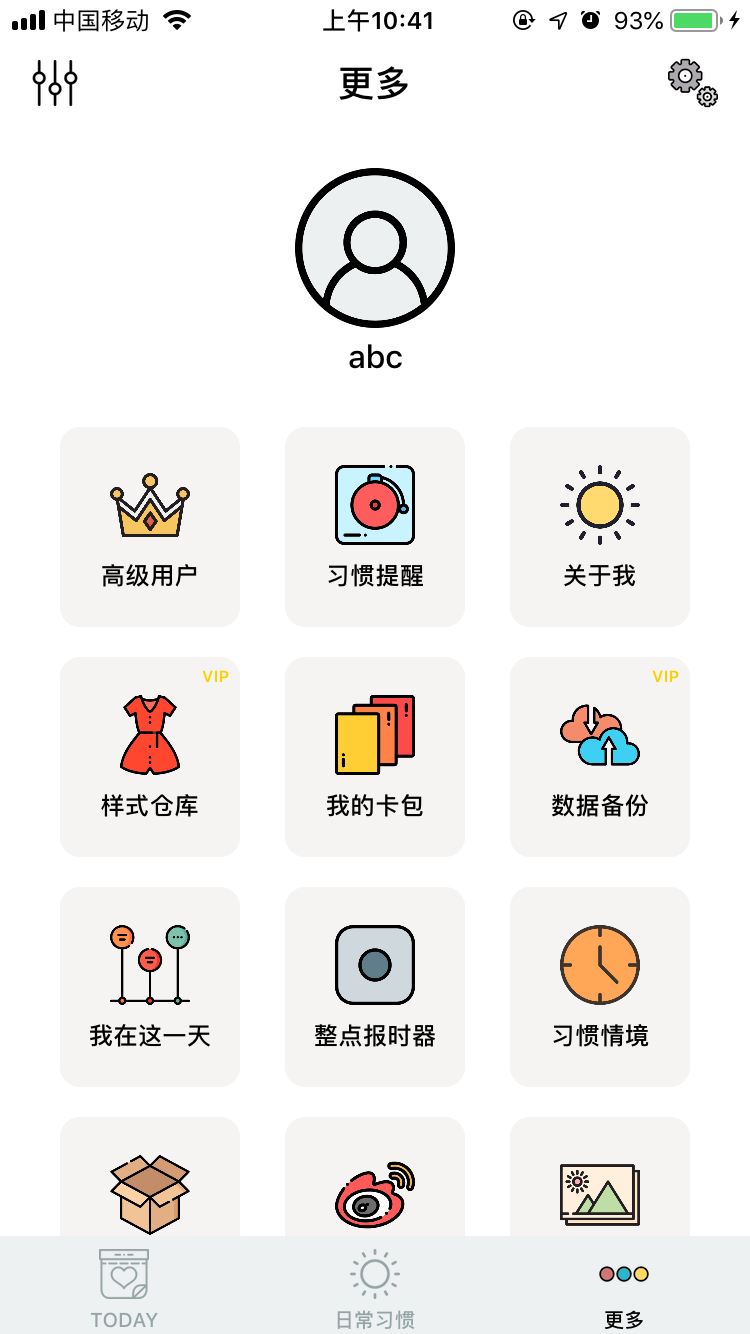 中国移动 上午10:41 93%
更多
abc
高级用户 习惯提醒 关于我
VIP VIP
样式仓库 我的卡包 数据备份
我在这一天 整点报时器 习惯情境
TODAY 日常习惯 更多